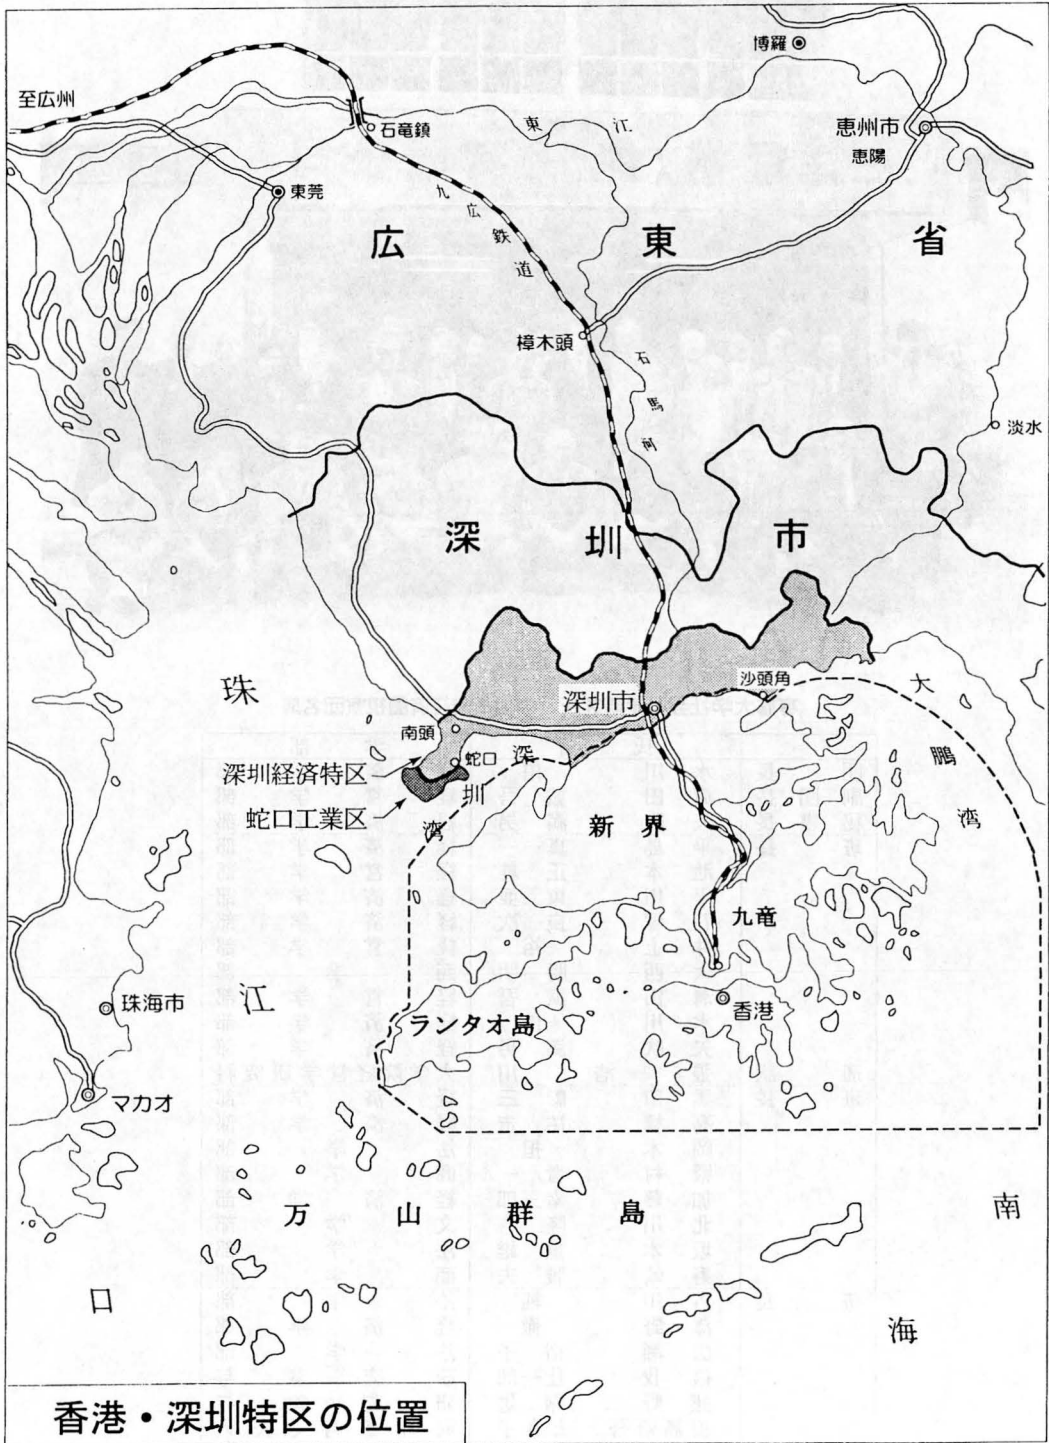 博羅
至広州
石竜鎮
東江
恵州市
恵陽
東莞
九広鉄道
広東省
樟木頭
石馬河
淡水
深圳市
珠江口
沙頭角
深圳市
大鵬湾
南頭
深圳経済特区
蛇口
深圳湾
蛇口工業区
新界
九竜
珠海市
香港
ランタオ島
マカオ
万山群島
南海
香港・深圳特区の位置